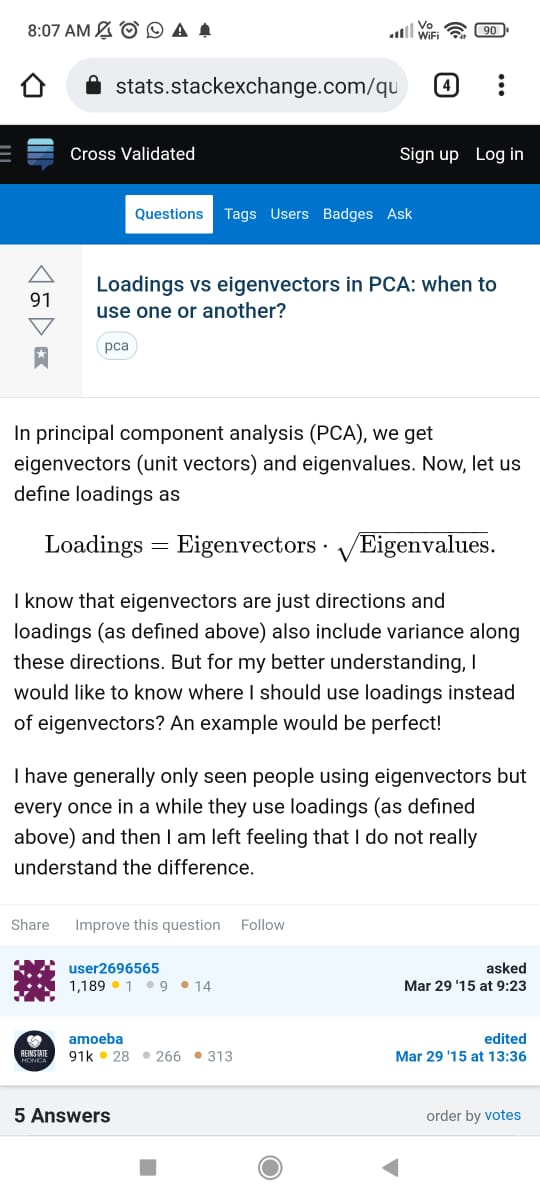 8:07 AM
Vo
WiFi
90
stats.stackexchange.com/qu
4
Cross Validated
Sign up Log in
Questions Tags Users Badges Ask
91
Loadings vs eigenvectors in PCA: when to
use one or another?
pca
In principal component analysis (PCA), we get
eigenvectors (unit vectors) and eigenvalues. Now, let us
define loadings as
Loadings = Eigenvectors · √Eigenvalues.
I know that eigenvectors are just directions and
loadings (as defined above) also include variance along
these directions. But for my better understanding, I
would like to know where I should use loadings instead
of eigenvectors? An example would be perfect!
I have generally only seen people using eigenvectors but
every once in a while they use loadings (as defined
above) and then I am left feeling that I do not really
understand the difference.
Share Improve this question Follow
user2696565
1,189 1 9 14
asked
Mar 29 '15 at 9:23
REINSTATE
MONICA
amoeba
91k 28 266 313
edited
Mar 29 '15 at 13:36
5 Answers
order by votes